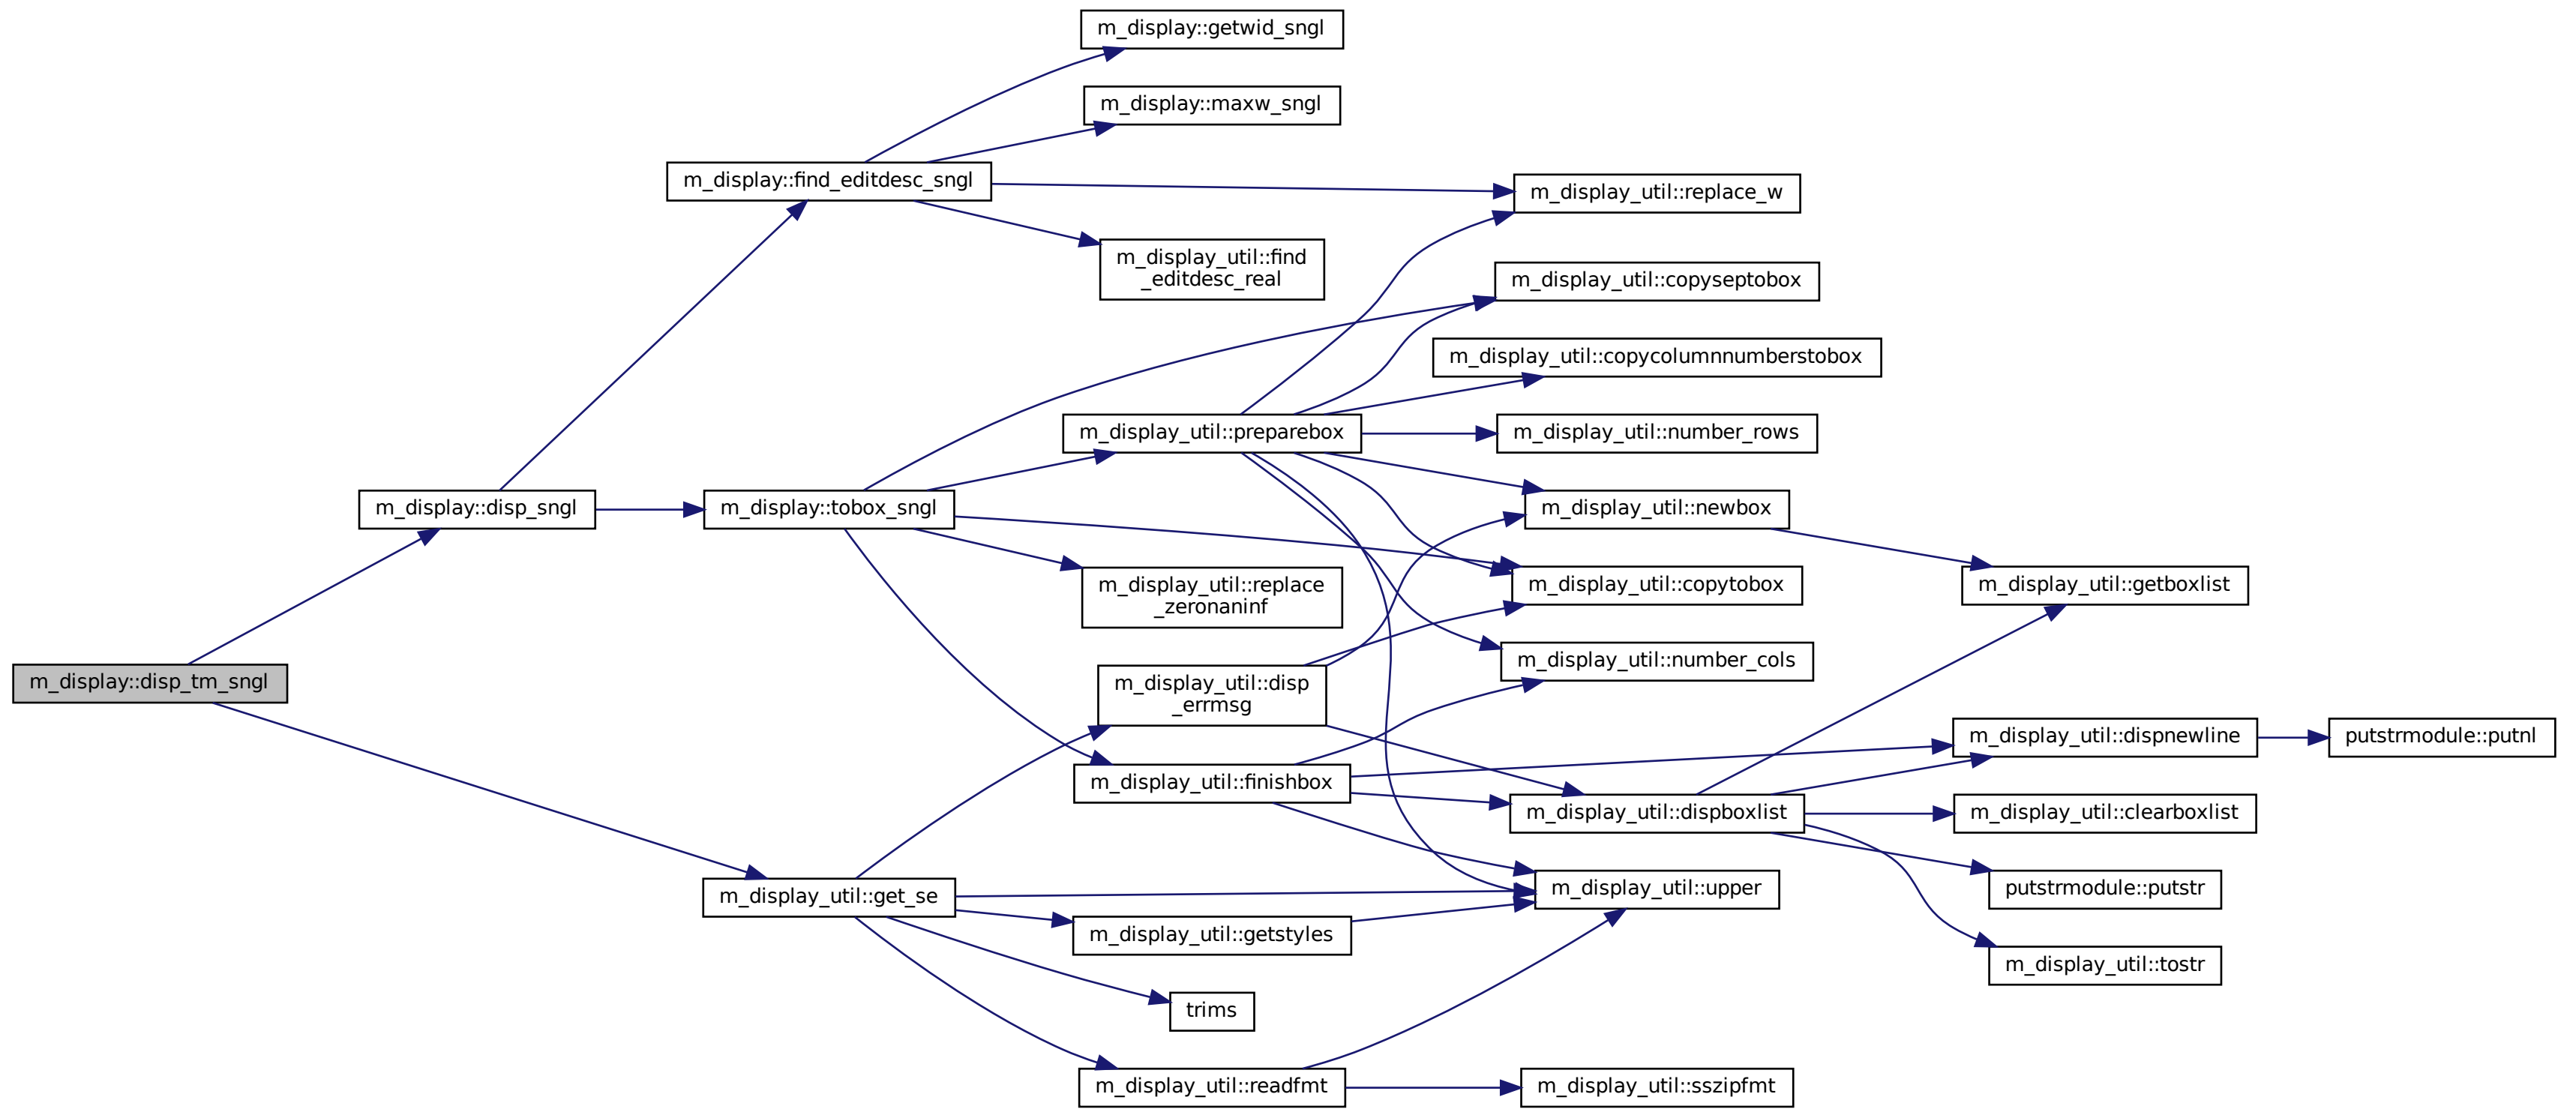 m_display::getwid_sngl
m_display::maxw_sngl
m_display::find_editdesc_sngl
m_display_util::replace_w
m_display_util::find
_editdesc_real
m_display_util::copyseptobox
m_display_util::copycolumnnumberstobox
m_display_util::preparebox
m_display_util::number_rows
m_display::disp_sngl
m_display::tobox_sngl
m_display_util::newbox
m_display_util::replace
_zeronaninf
m_display_util::copytobox
m_display_util::getboxlist
m_display::disp_tm_sngl
m_display_util::disp
_errmsg
m_display_util::number_cols
m_display_util::dispnewline
putstrmodule::putnl
m_display_util::finishbox
m_display_util::dispboxlist
m_display_util::clearboxlist
m_display_util::get_se
m_display_util::upper
putstrmodule::putstr
m_display_util::getstyles
m_display_util::tostr
trims
m_display_util::readfmt
m_display_util::sszipfmt